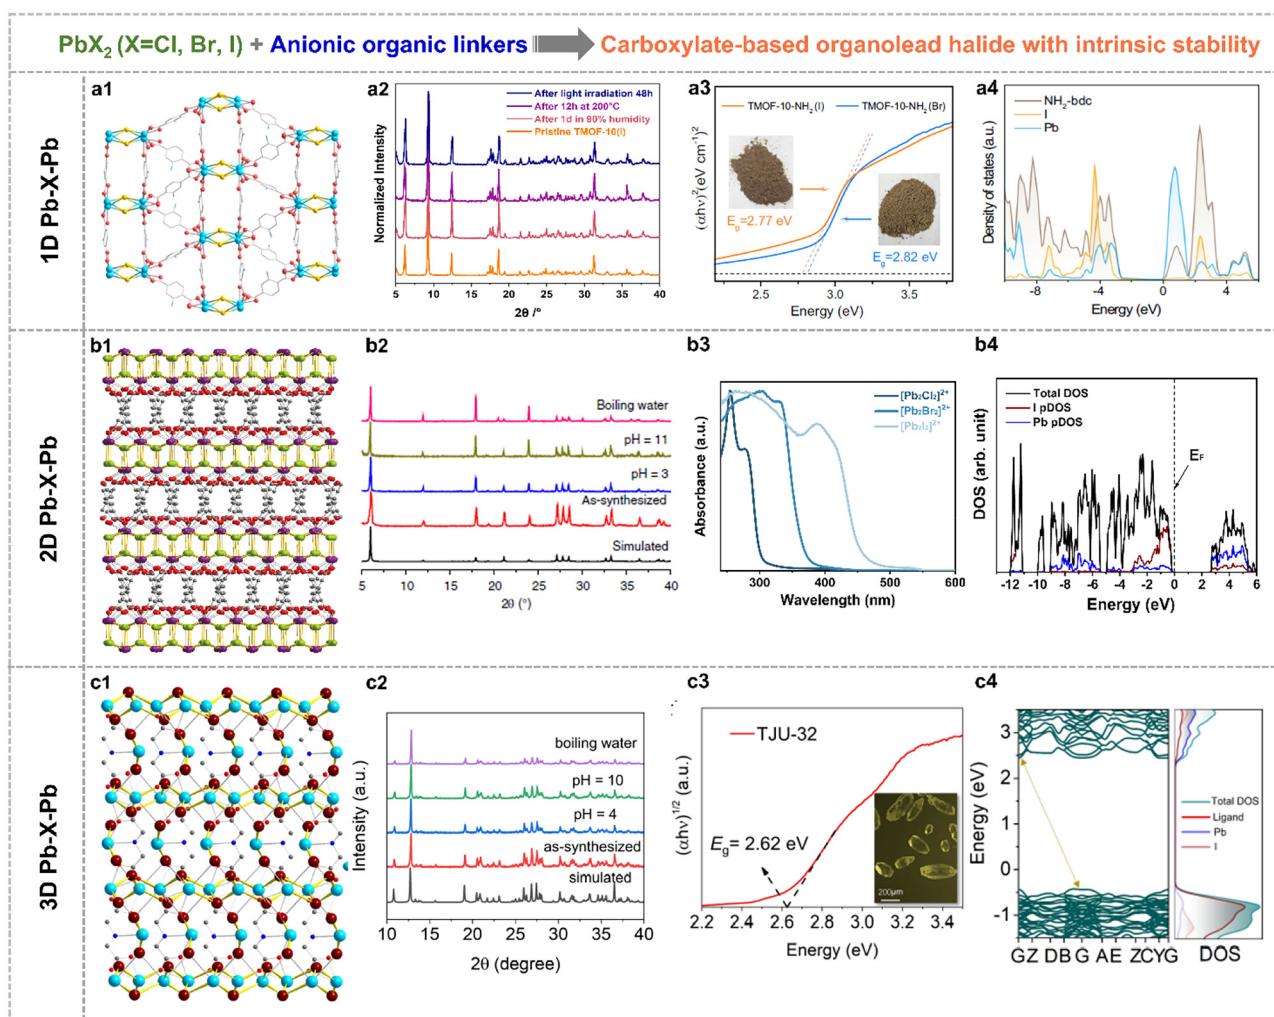 PbX₂ (X=Cl, Br, I) + Anionic organic linkers Carboxylate-based organolead halide with intrinsic stability
1D Pb-X-Pb
a1
a2
After light irradiation 48h
After 12h at 200°C
After 1d in 90% humidity
Pristine TMOF-10(I)
Normalized Intensity
5 10 15 20 25 30 35 40
2θ /°
a3
TMOF-10-NH₂ (I) TMOF-10-NH₂ (Br)
(αhν)² (eV cm⁻¹)²
Eg=2.77 eV
Eg=2.82 eV
2.5 3.0 3.5
Energy (eV)
a4
NH₂-bdc
I
Pb
Density of states (a.u.)
-8 -4 0 4
Energy (eV)
2D Pb-X-Pb
b1
b2
Boiling water
pH = 11
pH = 3
As-synthesized
Simulated
5 10 15 20 25 30 35 40
2θ (°)
b3
[Pb₂Cl₂]²⁺
[Pb₂Br₂]²⁺
[Pb₂I₂]²⁺
Absorbance (a.u.)
300 400 500 600
Wavelength (nm)
b4
Total DOS
I pDOS
Pb pDOS
EF
DOS (arb. unit)
-12 -10 -8 -6 -4 -2 0 2 4 6
Energy (eV)
3D Pb-X-Pb
c1
c2
boiling water
pH = 10
pH = 4
as-synthesized
simulated
Intensity (a.u.)
10 15 20 25 30 35 40
2θ (degree)
c3
TJU-32
(αhν)^1/2 (a.u.)
Eg= 2.62 eV
200μm
2.2 2.4 2.6 2.8 3.0 3.2 3.4
Energy (eV)
c4
Energy (eV)
3
2
1
0
-1
Total DOS
Ligand
Pb
I
GZ DB G AE ZCYG
DOS